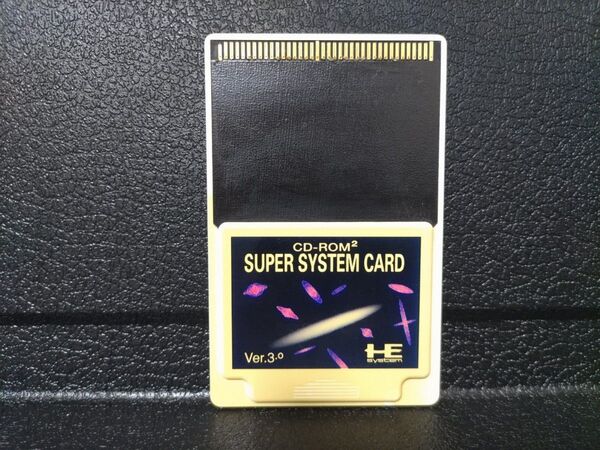 CD-ROM²
SUPER SYSTEM CARD
Ver.3.0
HE
system